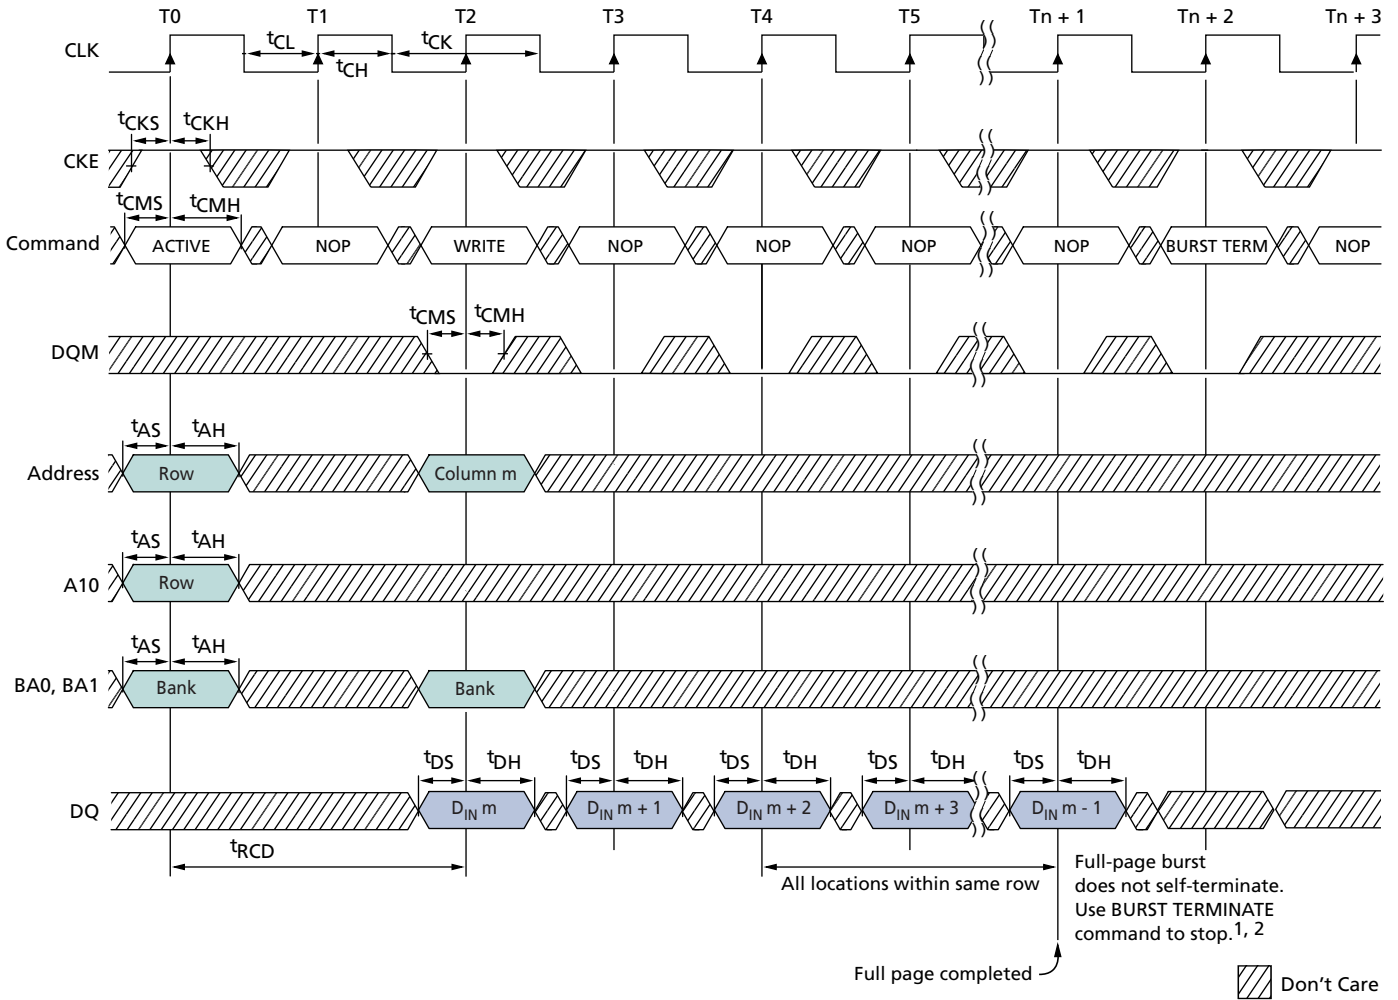 T0 T1 T2 T3 T4 T5 Tn + 1 Tn + 2 Tn + 3
CLK
tCL tCH tCK
tCKS tCKH
CKE
tCMS tCMH
Command ACTIVE NOP WRITE NOP NOP NOP NOP BURST TERM NOP
tCMS tCMH
DQM
tAS tAH
Address Row Column m
tAS tAH
A10 Row
tAS tAH
BA0, BA1 Bank Bank
tDS tDH tDS tDH tDS tDH tDS tDH tDS tDH
DQ DIN m DIN m + 1 DIN m + 2 DIN m + 3 DIN m - 1
tRCD
All locations within same row
Full-page burst
does not self-terminate.
Use BURST TERMINATE
command to stop.1, 2
Full page completed
Don't Care